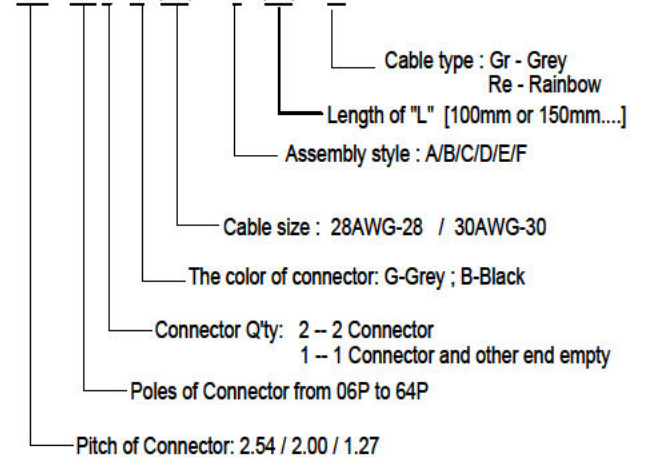 Cable type : Gr - Grey
Re - Rainbow
Length of "L" [100mm or 150mm....]
Assembly style : A/B/C/D/E/F
Cable size : 28AWG-28 / 30AWG-30
The color of connector: G-Grey ; B-Black
Connector Q'ty: 2 -- 2 Connector
1 -- 1 Connector and other end empty
Poles of Connector from 06P to 64P
Pitch of Connector: 2.54 / 2.00 / 1.27